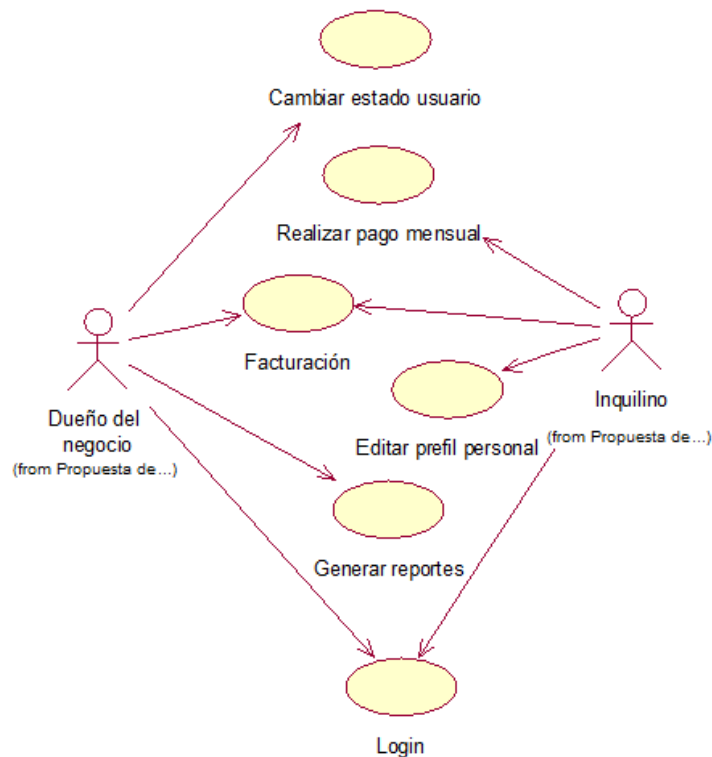 Cambiar estado usuario
Realizar pago mensual
Facturación
Dueño del
negocio
(from Propuesta de...)
Inquilino
(from Propuesta de...)
Editar prefil personal
Generar reportes
Login